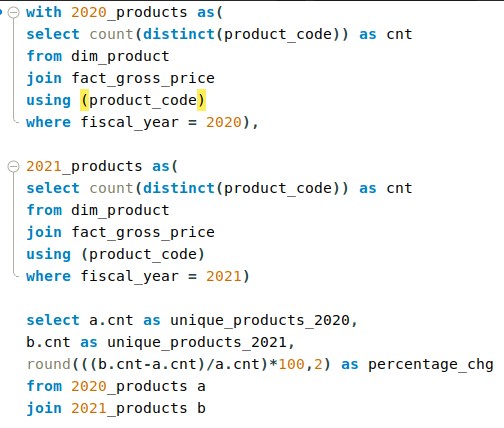 with 2020_products as(
select count(distinct(product_code)) as cnt
from dim_product
join fact_gross_price
using (product_code)
where fiscal_year = 2020),
2021_products as(
select count(distinct(product_code)) as cnt
from dim_product
join fact_gross_price
using (product_code)
where fiscal_year = 2021)
select a.cnt as unique_products_2020,
b.cnt as unique_products_2021,
round(((b.cnt-a.cnt)/a.cnt)*100,2) as percentage_chg
from 2020_products a
join 2021_products b